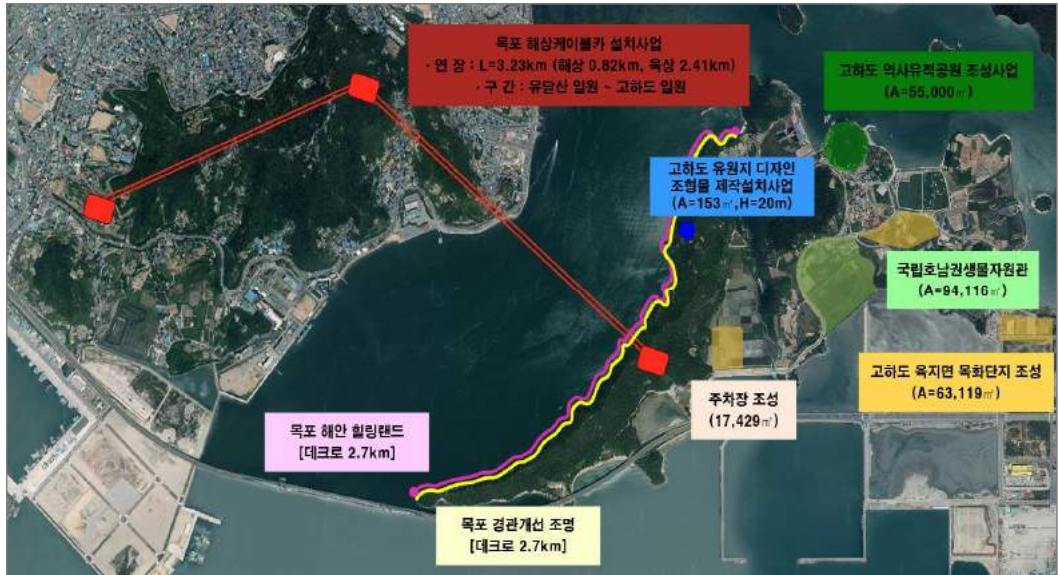 목포 해상케이블카 설치사업
· 연 장 : L=3.23km (해상 0.82km, 육상 2.41km)
· 구 간 : 유달산 일원 ~ 고하도 일원
고하도 역사유적공원 조성사업
(A=55,000㎡)
고하도 유원지 디자인
조형물 제작설치사업
(A=153㎡,H=20m)
국립호남권생물자원관
(A=94,116㎡)
고하도 육지면 목화단지 조성
(A=63,119㎡)
주차장 조성
(17,429㎡)
목포 해안 힐링랜드
[데크로 2.7km]
목포 경관개선 조명
[데크로 2.7km]